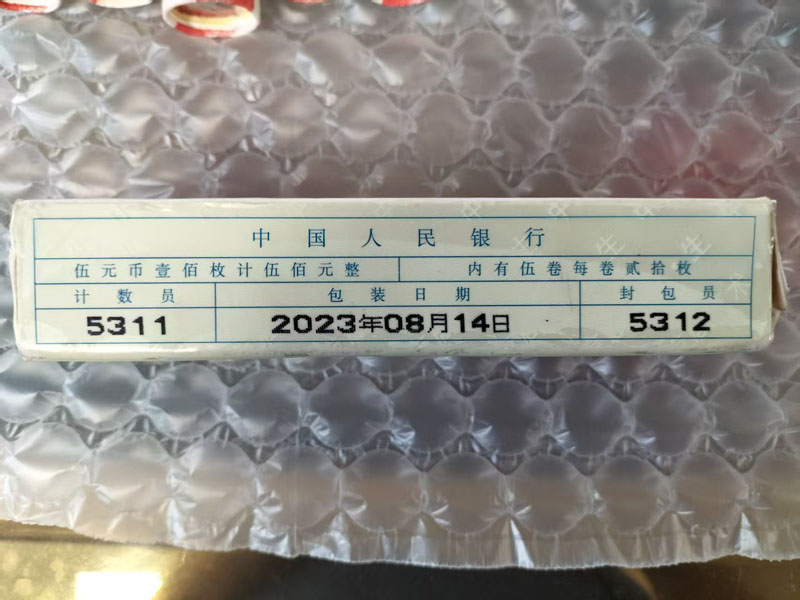 中国人民银行
伍元币壹佰枚计伍佰元整 内有伍卷每卷贰拾枚
计数员 包装日期 封包员
5311 2023年08月14日 5312